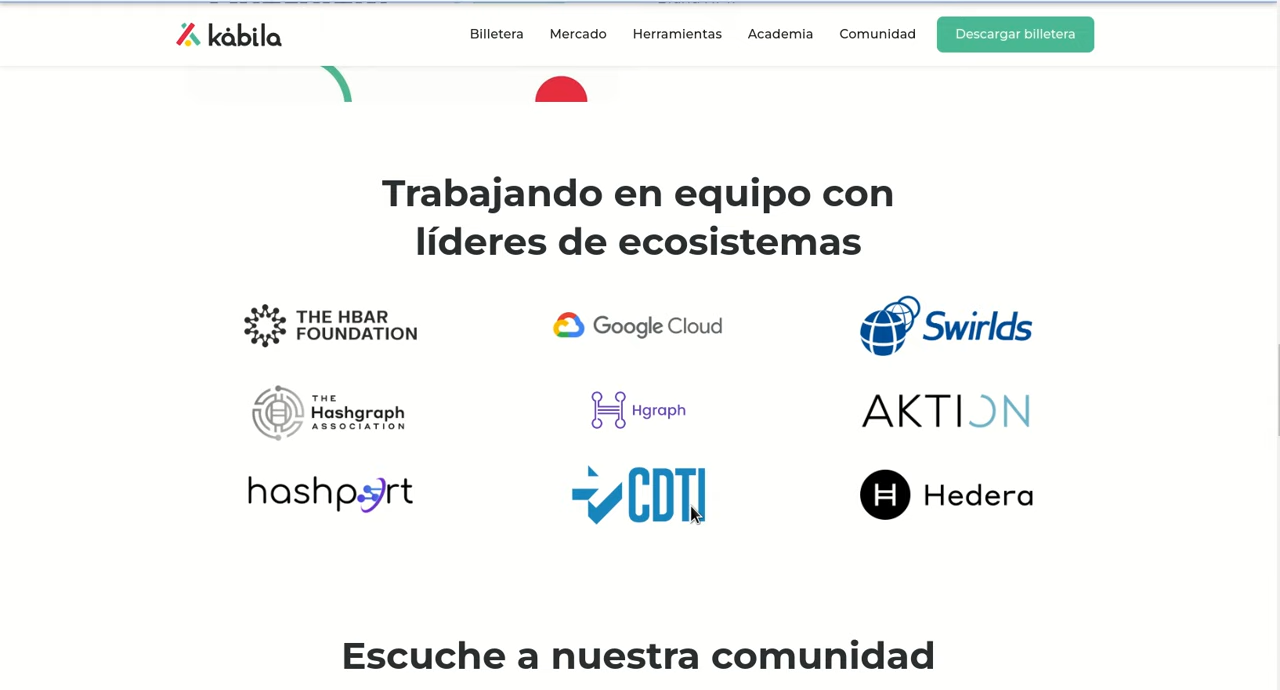 kábila
Billetera
Mercado
Herramientas
Academia
Comunidad
Descargar billetera
Trabajando en equipo con
líderes de ecosistemas
THE HBAR
FOUNDATION
Google Cloud
Swirlds
THE
Hashgraph
ASSOCIATION
Hgraph
AKTION
hashport
CDTI
Hedera
Escuche a nuestra comunidad